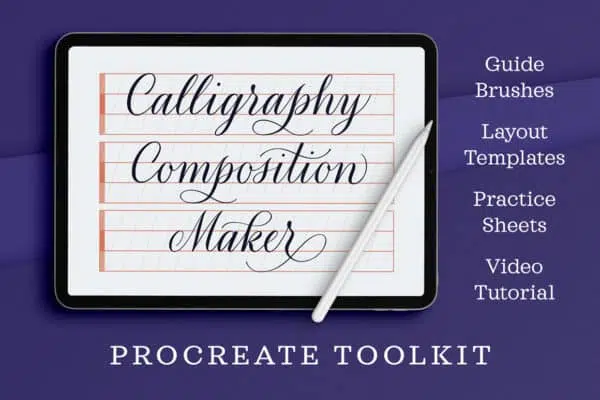 Calligraphy
Composition
Maker
Guide
Brushes
Layout
Templates
Practice
Sheets
Video
Tutorial
PROCREATE TOOLKIT